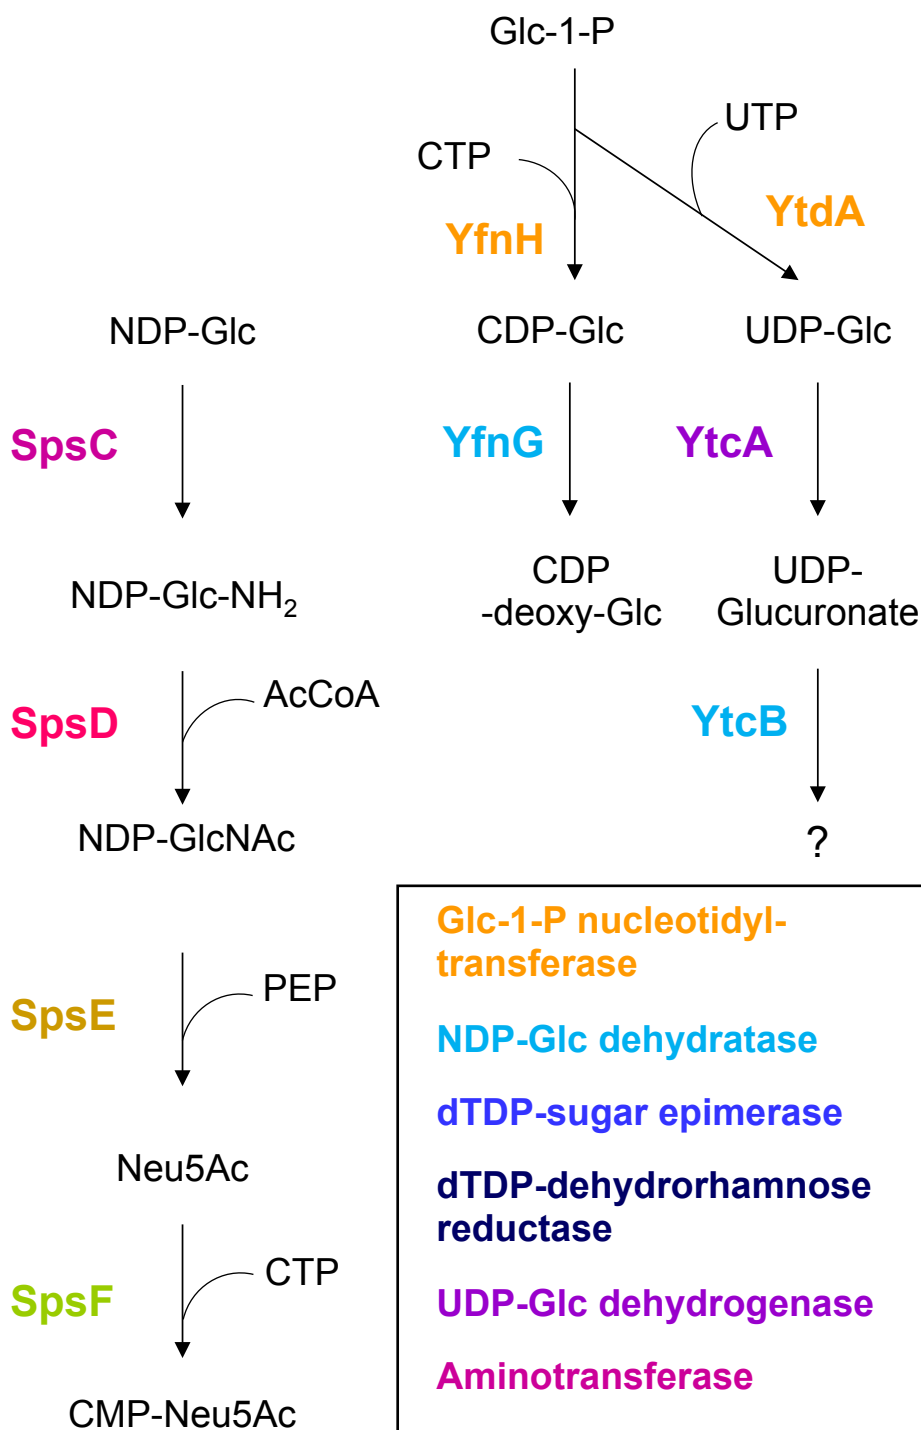 Glc-1-P
UTP
CTP
YtdA
YfnH
NDP-Glc
CDP-Glc
UDP-Glc
SpsC
YfnG
YtcA
NDP-Glc-NH₂
CDP
-deoxy-Glc
UDP-
Glucuronate
SpsD
AcCoA
YtcB
NDP-GlcNAc
?
SpsE
PEP
Neu5Ac
SpsF
CTP
CMP-Neu5Ac
Glc-1-P nucleotidyl-
transferase
NDP-Glc dehydratase
dTDP-sugar epimerase
dTDP-dehydrorhamnose
reductase
UDP-Glc dehydrogenase
Aminotransferase